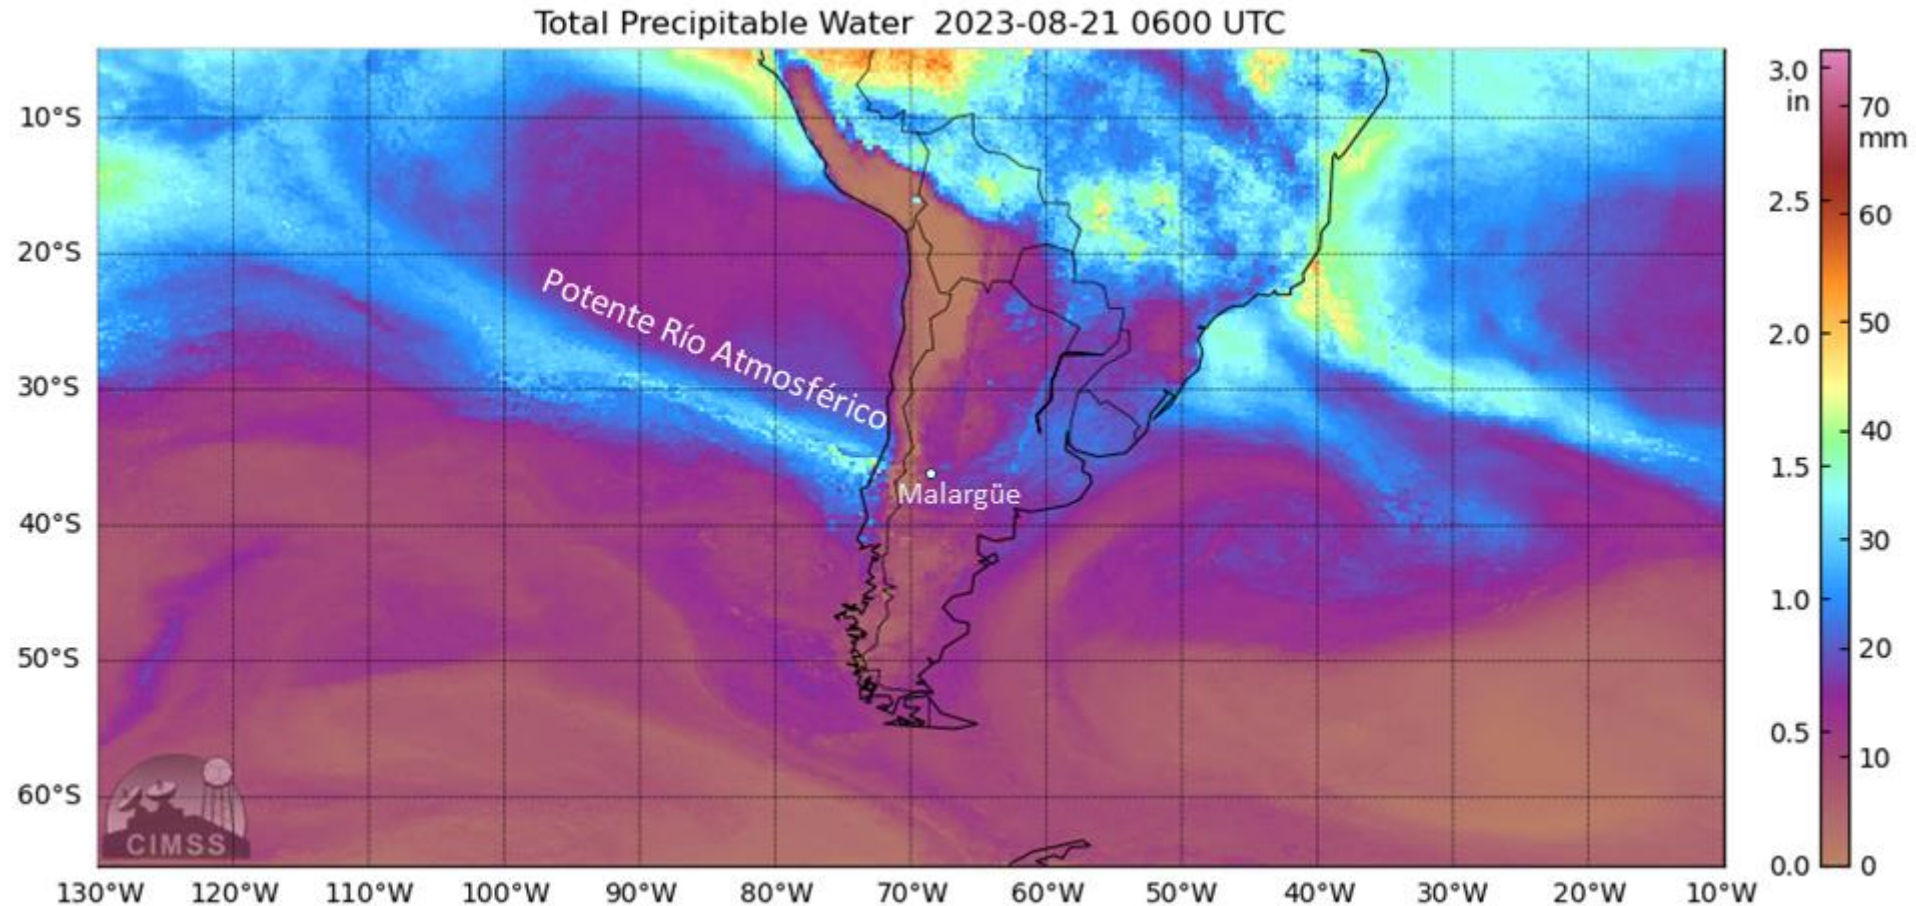 Total Precipitable Water  2023-08-21 0600 UTC
10°S
20°S
30°S
40°S
50°S
60°S
Potente Río Atmosférico
Malargüe
CIMSS
130°W 120°W 110°W 100°W 90°W 80°W 70°W 60°W 50°W 40°W 30°W 20°W 10°W
3.0
in
2.5
2.0
1.5
1.0
0.5
0.0
70
mm
60
50
40
30
20
10
0